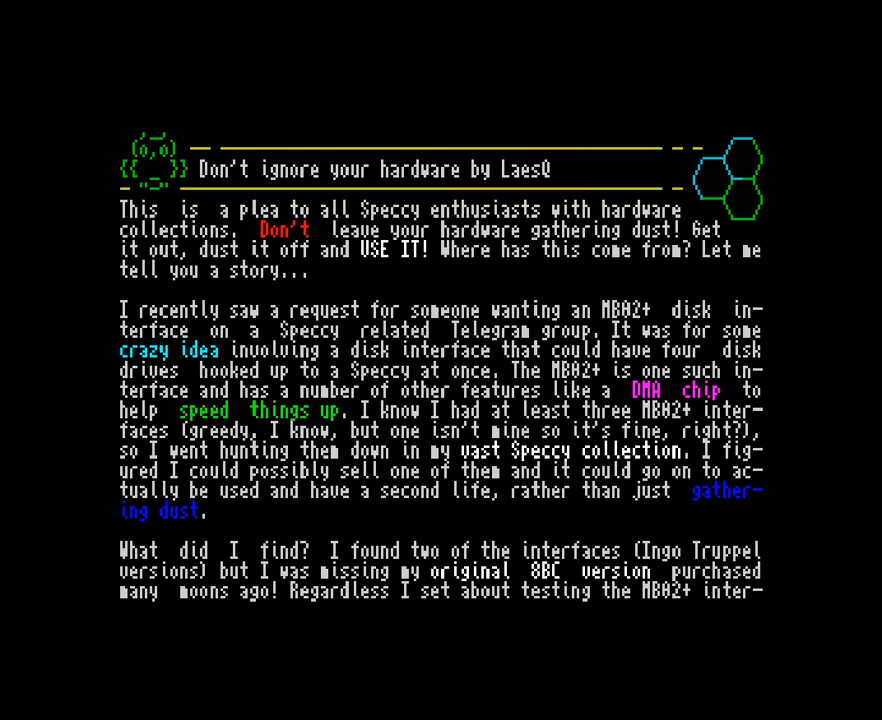 Don't ignore your hardware by LaesQ
This is a plea to all Speccy enthusiasts with hardware
collections. Don't leave your hardware gathering dust! Get
it out, dust it off and USE IT! Where has this come from? Let me
tell you a story...
I recently saw a request for someone wanting an MB02+ disk in-
terface on a Speccy related Telegram group. It was for some
crazy idea involving a disk interface that could have four disk
drives hooked up to a Speccy at once. The MB02+ is one such in-
terface and has a number of other features like a DMA chip to
help speed things up. I know I had at least three MB02+ inter-
faces (greedy, I know, but one isn't mine so it's fine, right?),
so I went hunting them down in my vast Speccy collection. I fig-
ured I could possibly sell one of them and it could go on to ac-
tually be used and have a second life, rather than just gather-
ing dust.
What did I find? I found two of the interfaces (Ingo Truppel
versions) but I was missing my original 8BC version purchased
many moons ago! Regardless I set about testing the MB02+ inter-